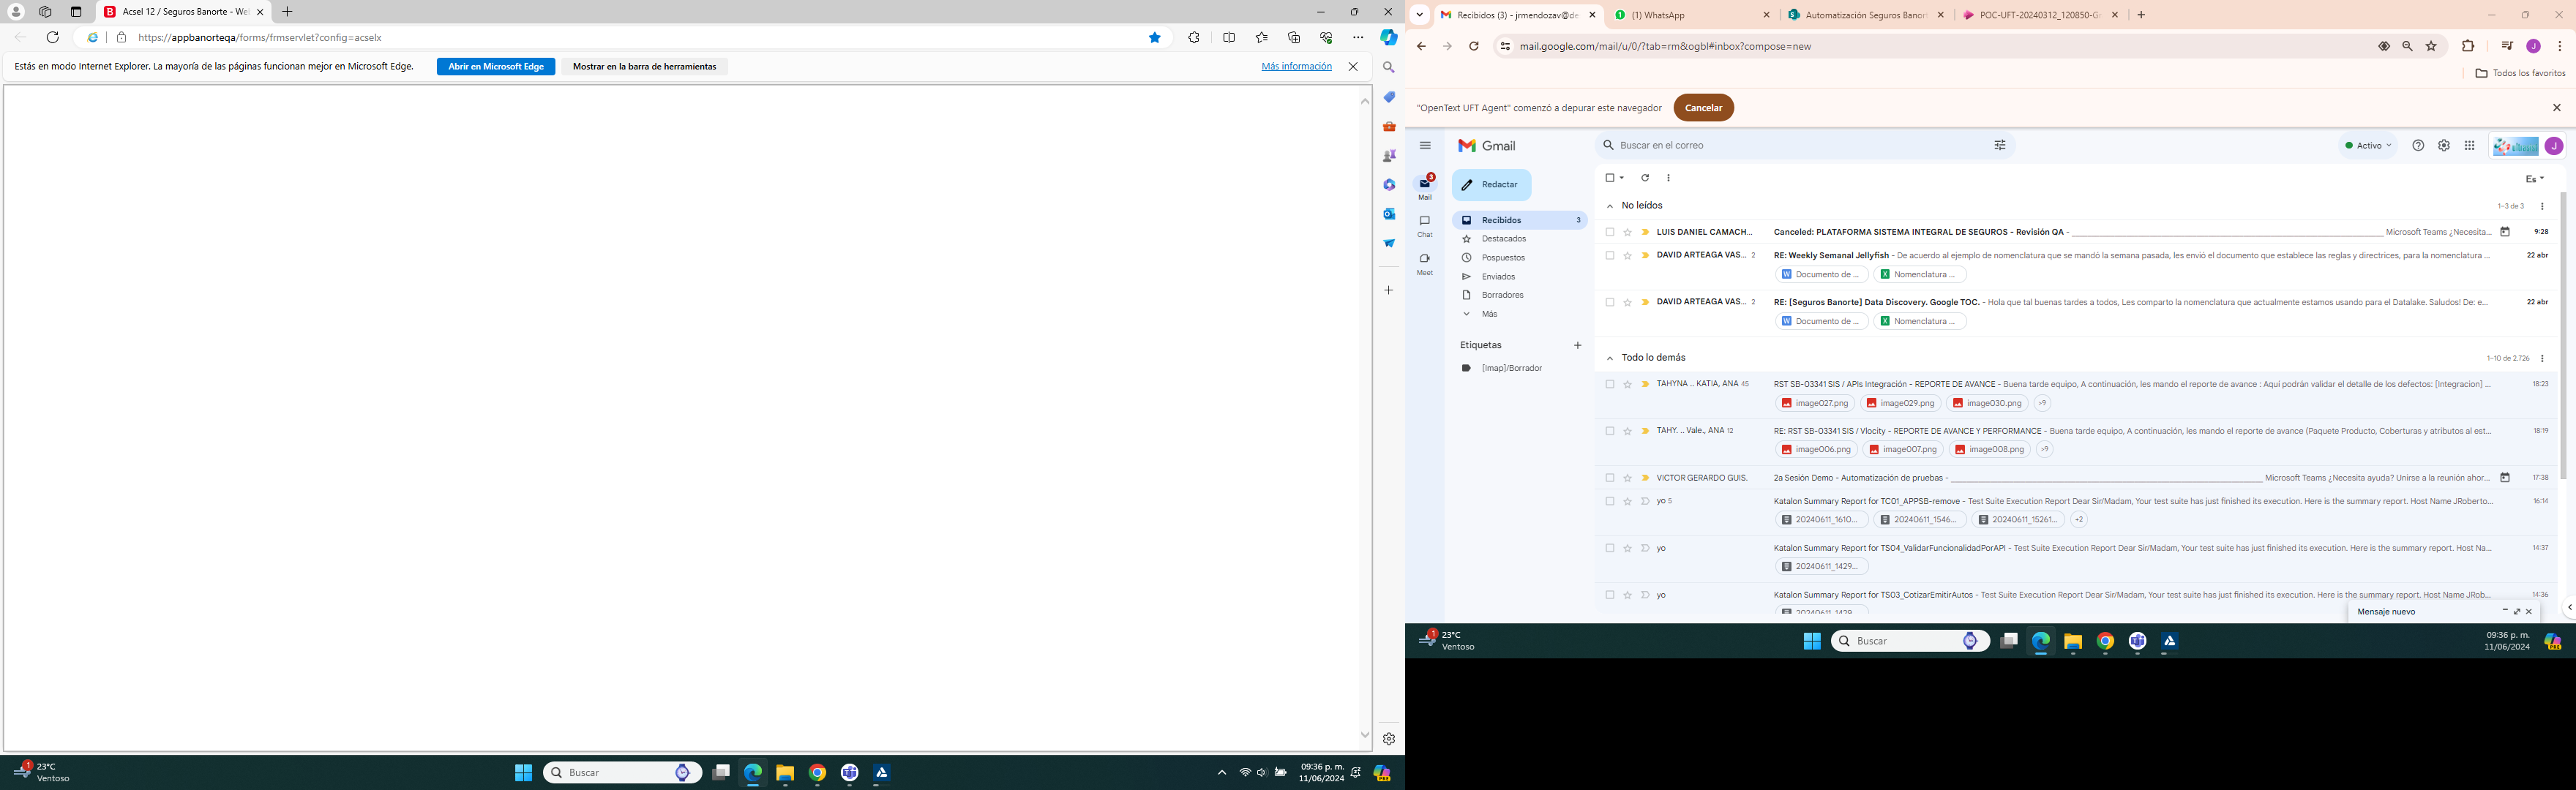 Acsel 12 / Seguros Banorte - We
https://appbanorteqa/forms/frmservlet?config=acselx
Estás en modo Internet Explorer. La mayoría de las páginas funcionan mejor en Microsoft Edge.
Abrir en Microsoft Edge
Mostrar en la barra de herramientas
Más información
1
23°C
Ventoso
Buscar
09:36 p. m.
11/06/2024
Recibidos (3) - jrmendozav@de
(1) WhatsApp
Automatización Seguros Banor
POC-UFT-20240312_120850-G
mail.google.com/mail/u/0/?tab=rm&ogbl#inbox?compose=new
J
Todos los favoritos
"OpenText UFT Agent" comenzó a depurar este navegador
Cancelar
Gmail
Buscar en el correo
Activo
J
3
Mail
Chat
Meet
Redactar
Recibidos 3
Destacados
Pospuestos
Enviados
Borradores
Más
Etiquetas
[Imap]/Borrador
Es
No leídos 1-3 de 3
LUIS DANIEL CAMACH... Canceled: PLATAFORMA SISTEMA INTEGRAL DE SEGUROS - Revisión QA - Microsoft Teams ¿Necesita... 9:28
DAVID ARTEAGA VAS... 2 RE: Weekly Semanal Jellyfish - De acuerdo al ejemplo de nomenclatura que se mandó la semana pasada, les envió el documento que establece las reglas y directrices, para la nomenclatura ... 22 abr
Documento de ... Nomenclatura ...
DAVID ARTEAGA VAS... 2 RE: [Seguros Banorte] Data Discovery. Google TOC. - Hola que tal buenas tardes a todos, Les comparto la nomenclatura que actualmente estamos usando para el Datalake. Saludos! De: e... 22 abr
Documento de ... Nomenclatura ...
Todo lo demás 1-10 de 2.726
TAHYNA .. KATIA, ANA 45 RST SB-03341 SIS / APIs Integración - REPORTE DE AVANCE - Buena tarde equipo, A continuación, les mando el reporte de avance : Aquí podrán validar el detalle de los defectos: [Integracion] ... 18:23
image027.png image029.png image030.png +9
TAHY. .. Vale., ANA 12 RE: RST SB-03341 SIS / Vlocity - REPORTE DE AVANCE Y PERFORMANCE - Buena tarde equipo, A continuación, les mando el reporte de avance (Paquete Producto, Coberturas y atributos al est... 18:19
image006.png image007.png image008.png +9
VICTOR GERARDO GUIS. 2a Sesión Demo - Automatización de pruebas - Microsoft Teams ¿Necesita ayuda? Unirse a la reunión ahor... 17:38
yo 5 Katalon Summary Report for TC01_APPSB-remove - Test Suite Execution Report Dear Sir/Madam, Your test suite has just finished its execution. Here is the summary report. Host Name JRoberto... 16:14
20240611_1610... 20240611_1546... 20240611_15261... +2
yo Katalon Summary Report for TS04_ValidarFuncionalidadPorAPI - Test Suite Execution Report Dear Sir/Madam, Your test suite has just finished its execution. Here is the summary report. Host Na... 14:37
20240611_1429...
yo Katalon Summary Report for TS03_CotizarEmitirAutos - Test Suite Execution Report Dear Sir/Madam, Your test suite has just finished its execution. Here is the summary report. Host Name JRob... 14:36
20240611_1429...
Mensaje nuevo
1
23°C
Ventoso
Buscar
09:36 p. m.
11/06/2024